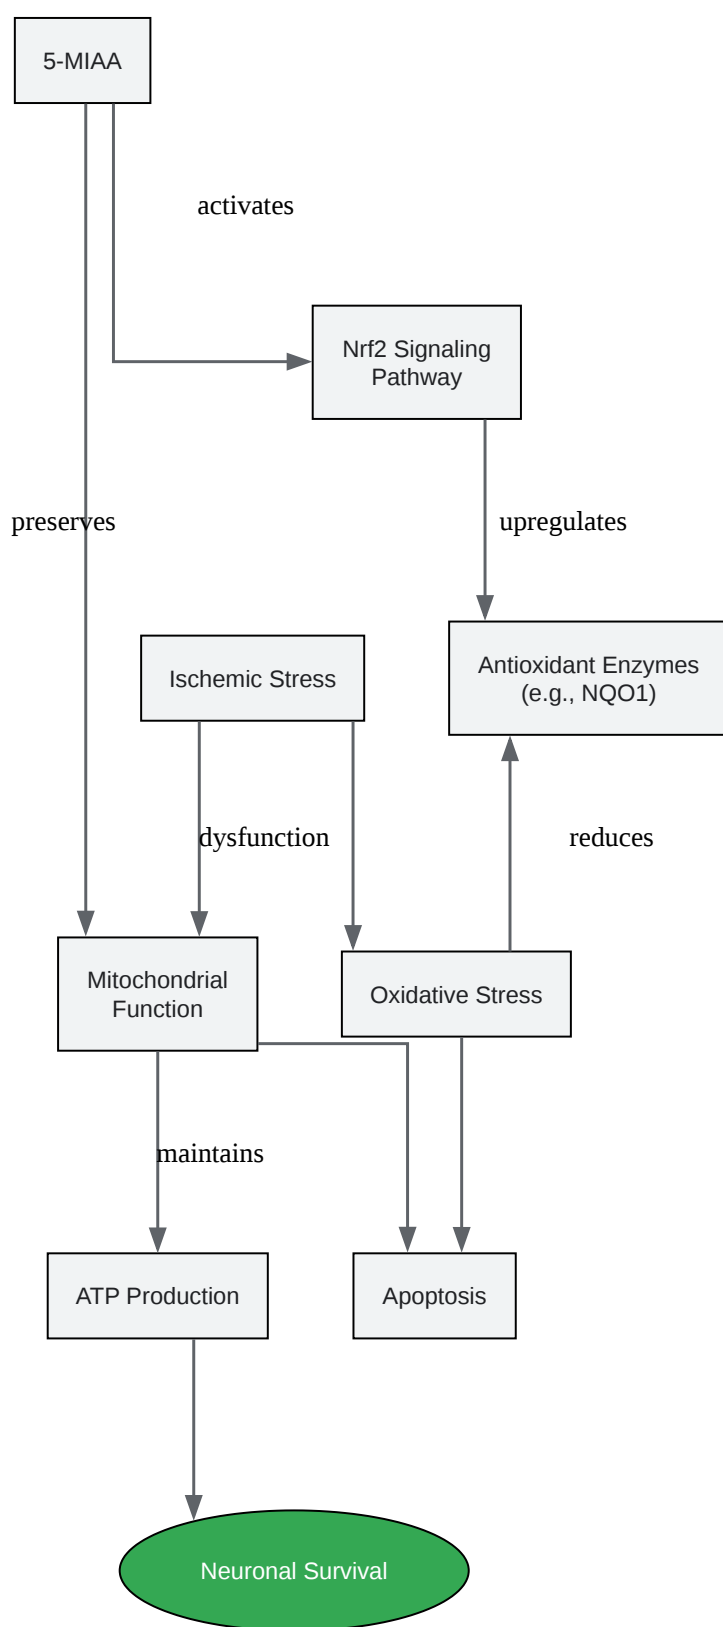 5-MIAA
activates
Nrf2 Signaling
Pathway
preserves
upregulates
Ischemic Stress
Antioxidant Enzymes
(e.g., NQO1)
dysfunction
reduces
Mitochondrial
Function
Oxidative Stress
maintains
ATP Production
Apoptosis
Neuronal Survival